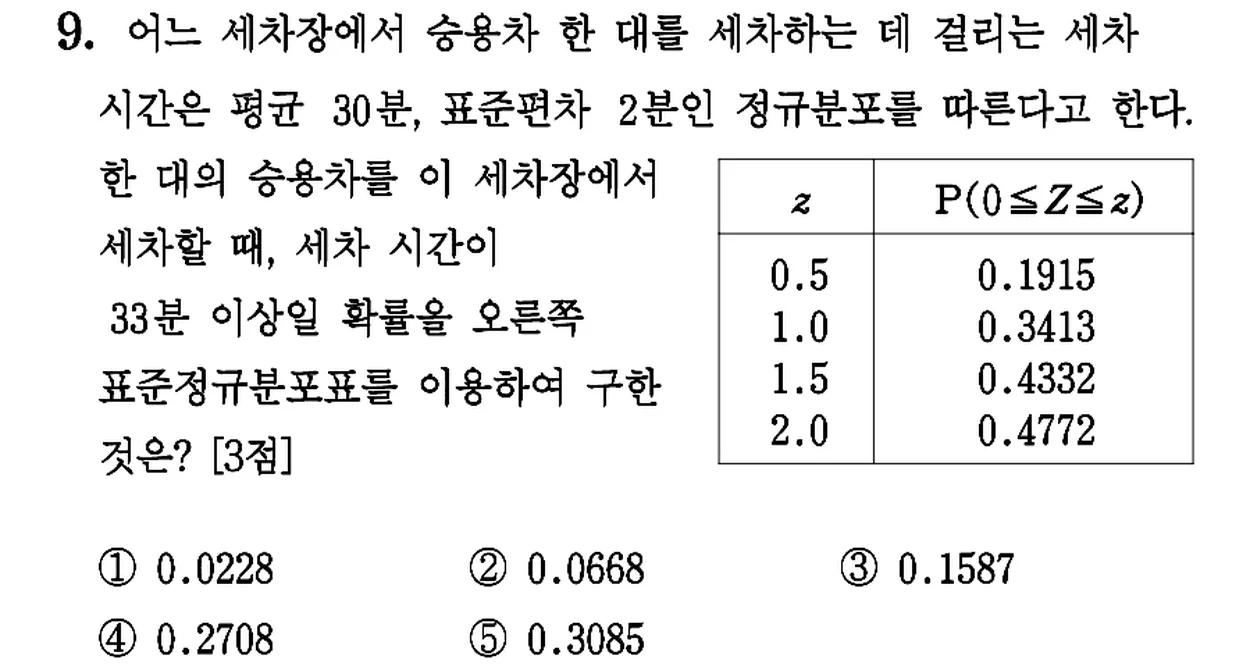 9. 어느 세차장에서 승용차 한 대를 세차하는 데 걸리는 세차
시간은 평균 30분, 표준편차 2분인 정규분포를 따른다고 한다.
한 대의 승용차를 이 세차장에서
세차할 때, 세차 시간이
33분 이상일 확률을 오른쪽
표준정규분포표를 이용하여 구한
것은? [3점]
z P(0≦Z≦z)
0.5 0.1915
1.0 0.3413
1.5 0.4332
2.0 0.4772
① 0.0228 ② 0.0668 ③ 0.1587
④ 0.2708 ⑤ 0.3085